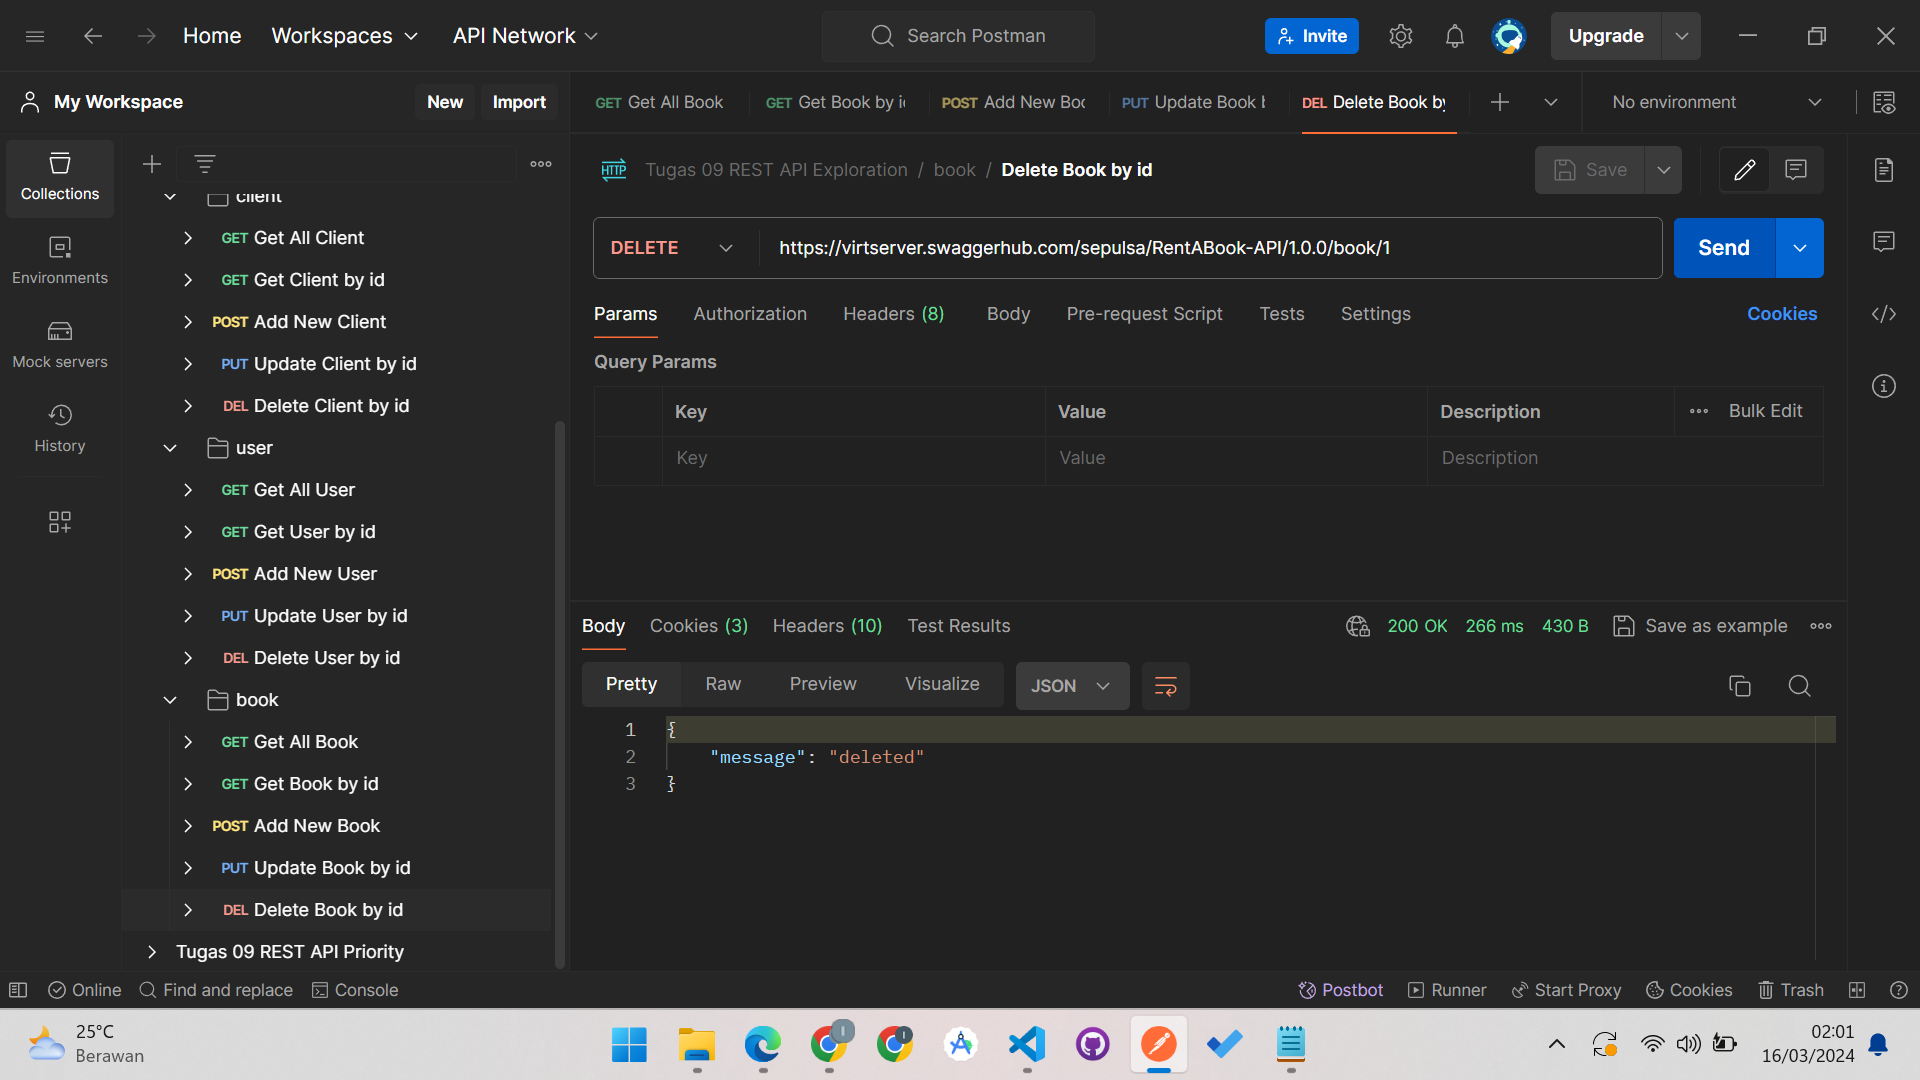 Home Workspaces API Network Search Postman Invite Upgrade
My Workspace New Import
GET Get All Book GET Get Book by i POST Add New Boo PUT Update Book b DEL Delete Book by No environment
Collections
Environments
Mock servers
History
client
GET Get All Client
GET Get Client by id
POST Add New Client
PUT Update Client by id
DEL Delete Client by id
user
GET Get All User
GET Get User by id
POST Add New User
PUT Update User by id
DEL Delete User by id
book
GET Get All Book
GET Get Book by id
POST Add New Book
PUT Update Book by id
DEL Delete Book by id
Tugas 09 REST API Priority
HTTP Tugas 09 REST API Exploration / book / Delete Book by id Save
DELETE https://virtserver.swaggerhub.com/sepulsa/RentABook-API/1.0.0/book/1 Send
Params Authorization Headers (8) Body Pre-request Script Tests Settings Cookies
Query Params
Key Value Description Bulk Edit
Key Value Description
Body Cookies (3) Headers (10) Test Results 200 OK 266 ms 430 B Save as example
Pretty Raw Preview Visualize JSON
1 {
2 "message": "deleted"
3 }
Online Find and replace Console Postbot Runner Start Proxy Cookies Trash
25°C
Berawan
02:01
16/03/2024